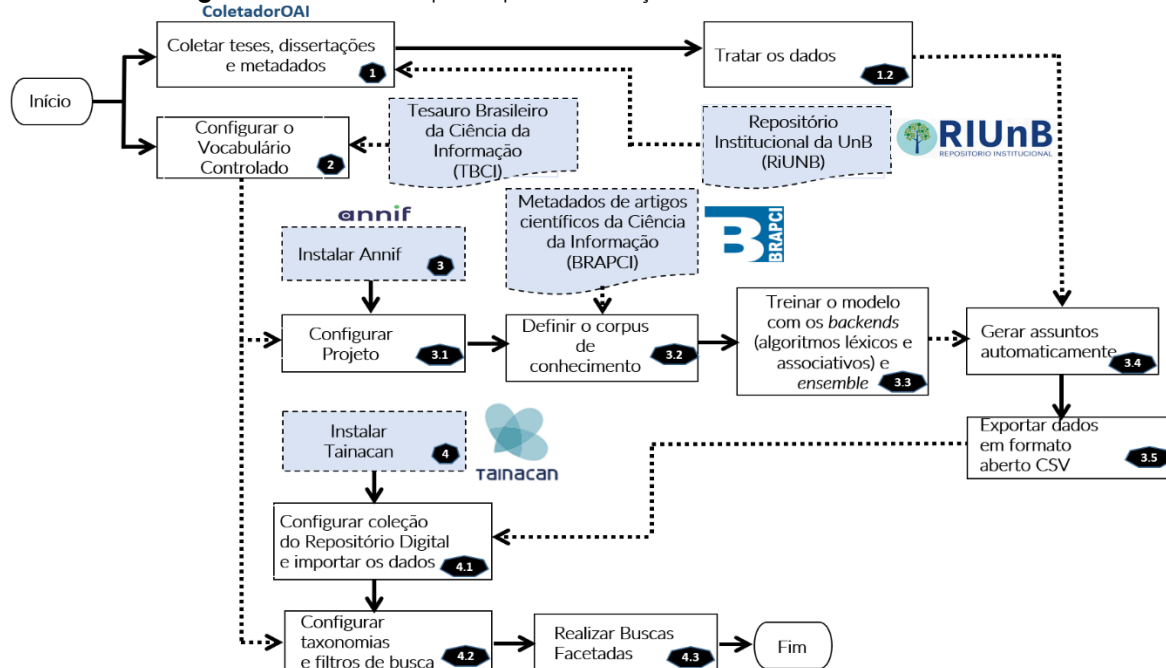 ColetadorOAI
Coletar teses, dissertações
e metadados
1
Tratar os dados
1.2
Início
Configurar o
Vocabulário
Controlado
2
Tesauro Brasileiro
da Ciência da
Informação
(TBCI)
Repositório
Institucional da UnB
(RiUNB)
RIUnB
REPOSITORIO INSTITUCIONAL
annif
Instalar Annif
3
Metadados de artigos
científicos da Ciência
da Informação
(BRAPCI)
BRAPCI
Configurar
Projeto
3.1
Definir o corpus
de
conhecimento
3.2
Treinar o modelo
com os backends
(algoritmos léxicos e
associativos) e
ensemble
3.3
Gerar assuntos
automaticamente
3.4
Instalar
Tainacan
4
TAINACAN
Exportar dados
em formato
aberto CSV
3.5
Configurar coleção
do Repositório Digital
e importar os dados
4.1
Configurar
taxonomias
e filtros de busca
4.2
Realizar Buscas
Facetadas
4.3
Fim